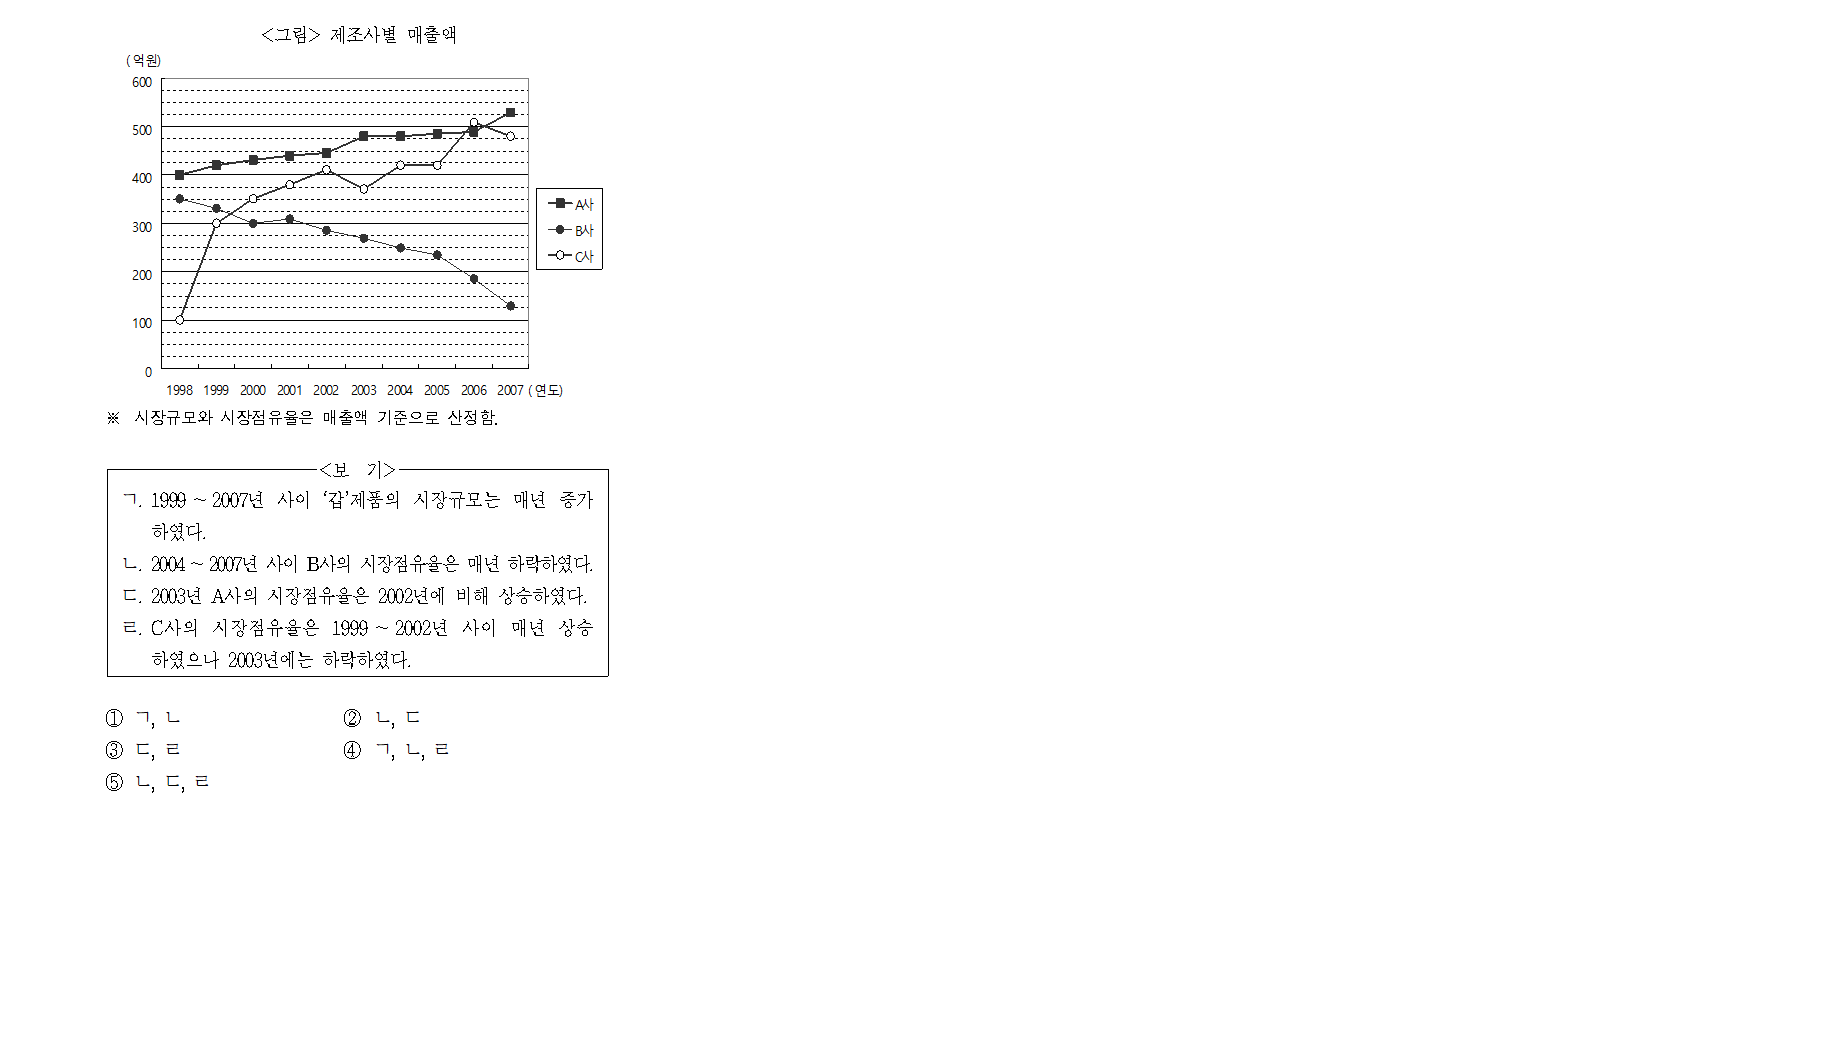 <그림> 제조사별 매출액
(억원)
600
500
400
300
200
100
0
A사
B사
C사
1998 1999 2000 2001 2002 2003 2004 2005 2006 2007 (연도)
※ 시장규모와 시장점유율은 매출액 기준으로 산정함.
<보 기>
ㄱ. 1999 ~ 2007년 사이 ‘갑’제품의 시장규모는 매년 증가
하였다.
ㄴ. 2004 ~ 2007년 사이 B사의 시장점유율은 매년 하락하였다.
ㄷ. 2003년 A사의 시장점유율은 2002년에 비해 상승하였다.
ㄹ. C사의 시장점유율은 1999 ~ 2002년 사이 매년 상승
하였으나 2003년에는 하락하였다.
① ㄱ, ㄴ ② ㄴ, ㄷ
③ ㄷ, ㄹ ④ ㄱ, ㄴ, ㄹ
⑤ ㄴ, ㄷ, ㄹ